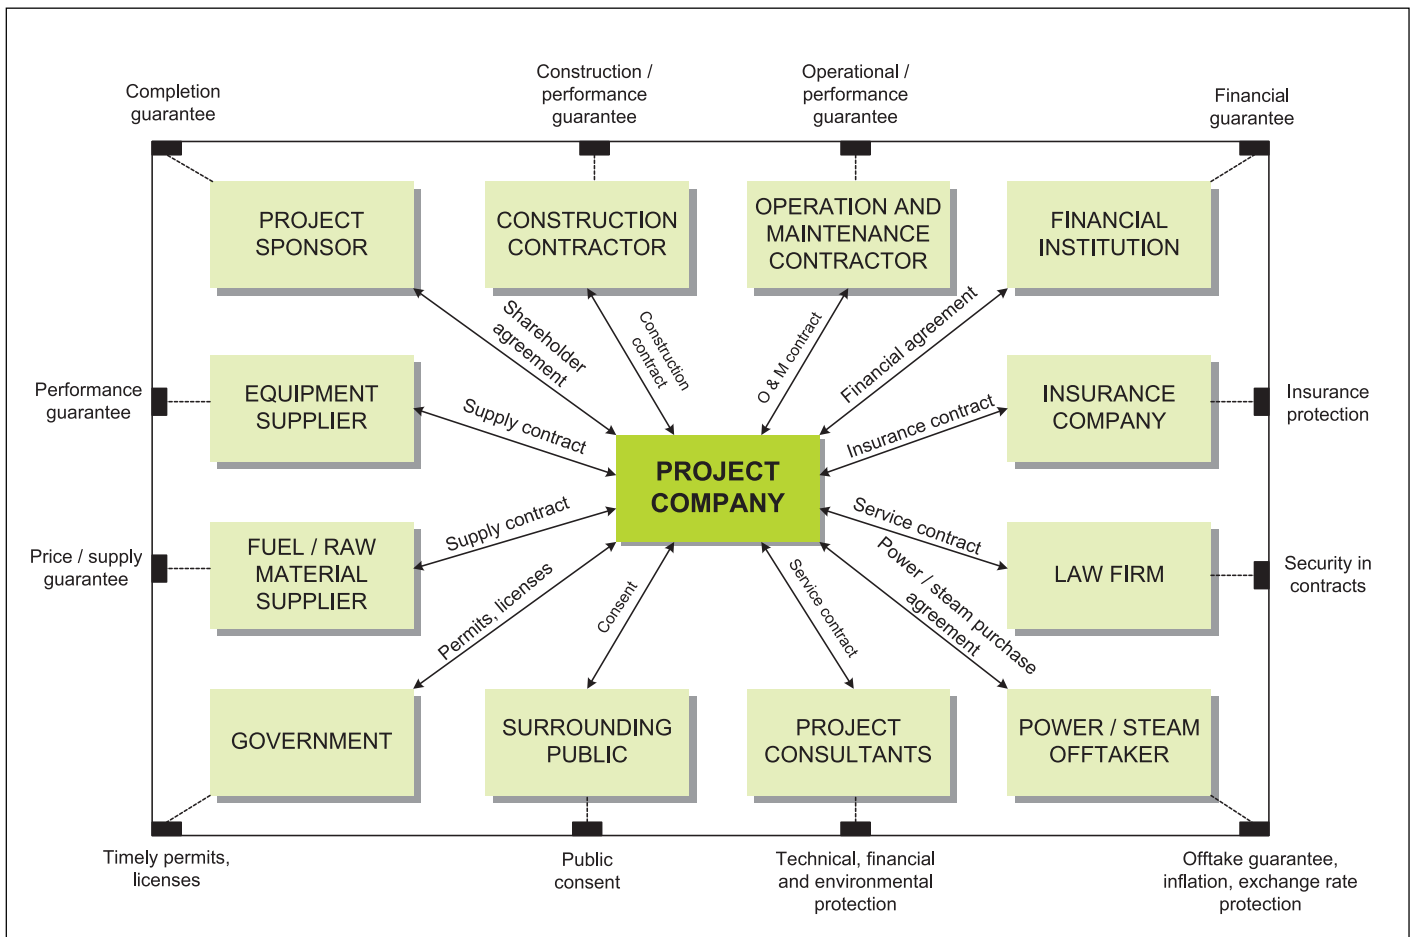 Completion
guarantee
Construction /
performance
guarantee
Operational /
performance
guarantee
Financial
guarantee
PROJECT
SPONSOR
CONSTRUCTION
CONTRACTOR
OPERATION AND
MAINTENANCE
CONTRACTOR
FINANCIAL
INSTITUTION
Shareholder
agreement
Construction
contract
O & M contract
Financial agreement
Performance
guarantee
EQUIPMENT
SUPPLIER
Supply contract
Insurance contract
INSURANCE
COMPANY
Insurance
protection
PROJECT
COMPANY
Price / supply
guarantee
FUEL / RAW
MATERIAL
SUPPLIER
Supply contract
Service contract
LAW FIRM
Security in
contracts
Permits, licenses
Consent
Service contract
Power / steam purchase
agreement
GOVERNMENT
SURROUNDING
PUBLIC
PROJECT
CONSULTANTS
POWER / STEAM
OFFTAKER
Timely permits,
licenses
Public
consent
Technical, financial
and environmental
protection
Offtake guarantee,
inflation, exchange rate
protection